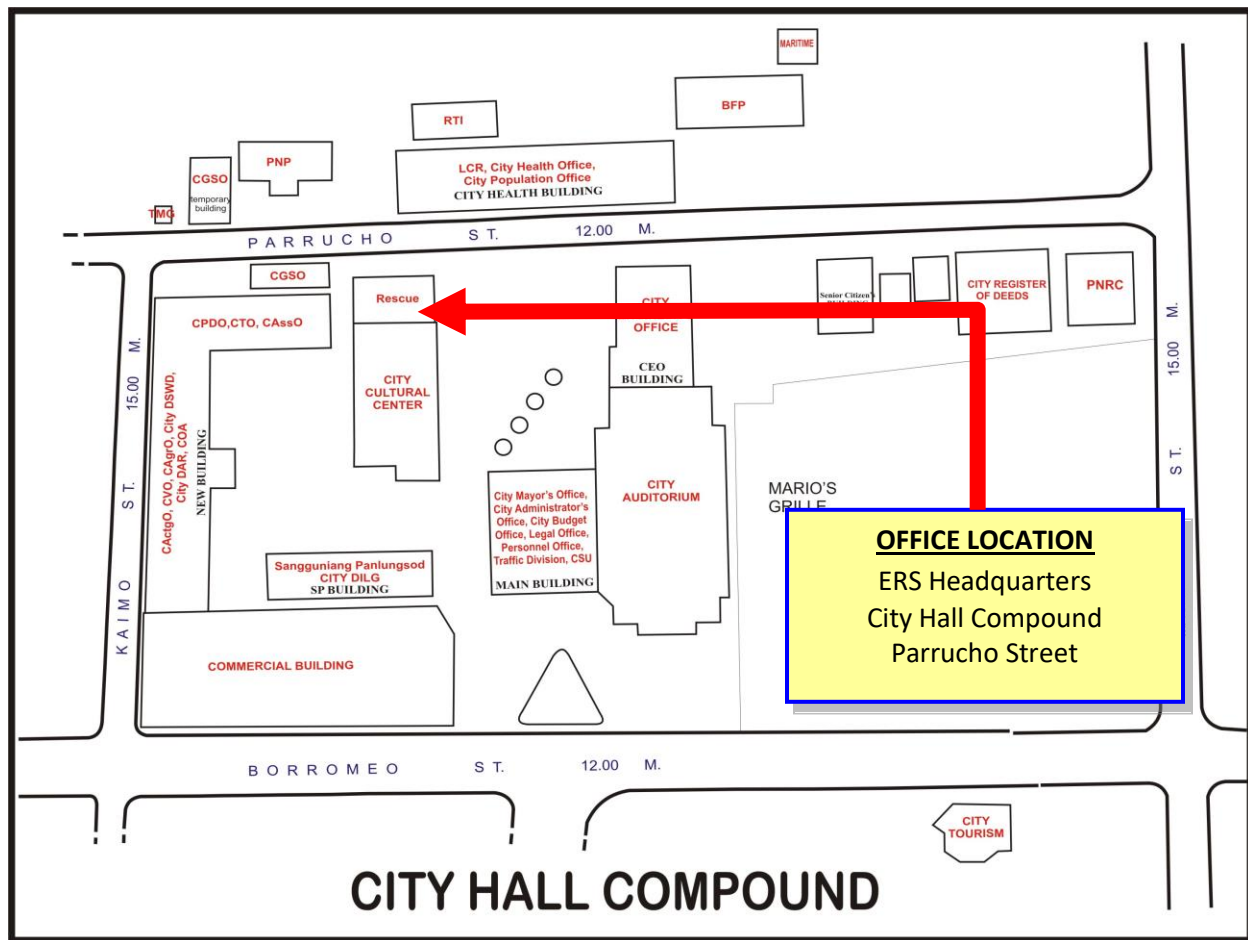 MARITIME
BFP
RTI
PNP
LCR, City Health Office,
City Population Office
CITY HEALTH BUILDING
CGSO
temporary
building
TMG
PARRUCHO ST. 12.00 M.
CGSO
Rescue
CITY
OFFICE
CEO
BUILDING
Senior Citizen's
CITY REGISTER
OF DEEDS
PNRC
CPDO,CTO, CAssO
CITY
CULTURAL
CENTER
KAIMO ST. 15.00 M.
CActgO, CVO, CAgrO, City DSWD,
City DAR, COA
NEW BUILDING
ST. 15.00 M.
City Mayor's Office,
City Administrator's
Office, City Budget
Office, Legal Office,
Personnel Office,
Traffic Division, CSU
MAIN BUILDING
CITY
AUDITORIUM
MARIO'S
GRILLE
OFFICE LOCATION
ERS Headquarters
City Hall Compound
Parrucho Street
Sangguniang Panlungsod
CITY DILG
SP BUILDING
COMMERCIAL BUILDING
BORROMEO ST. 12.00 M.
CITY
TOURISM
CITY HALL COMPOUND